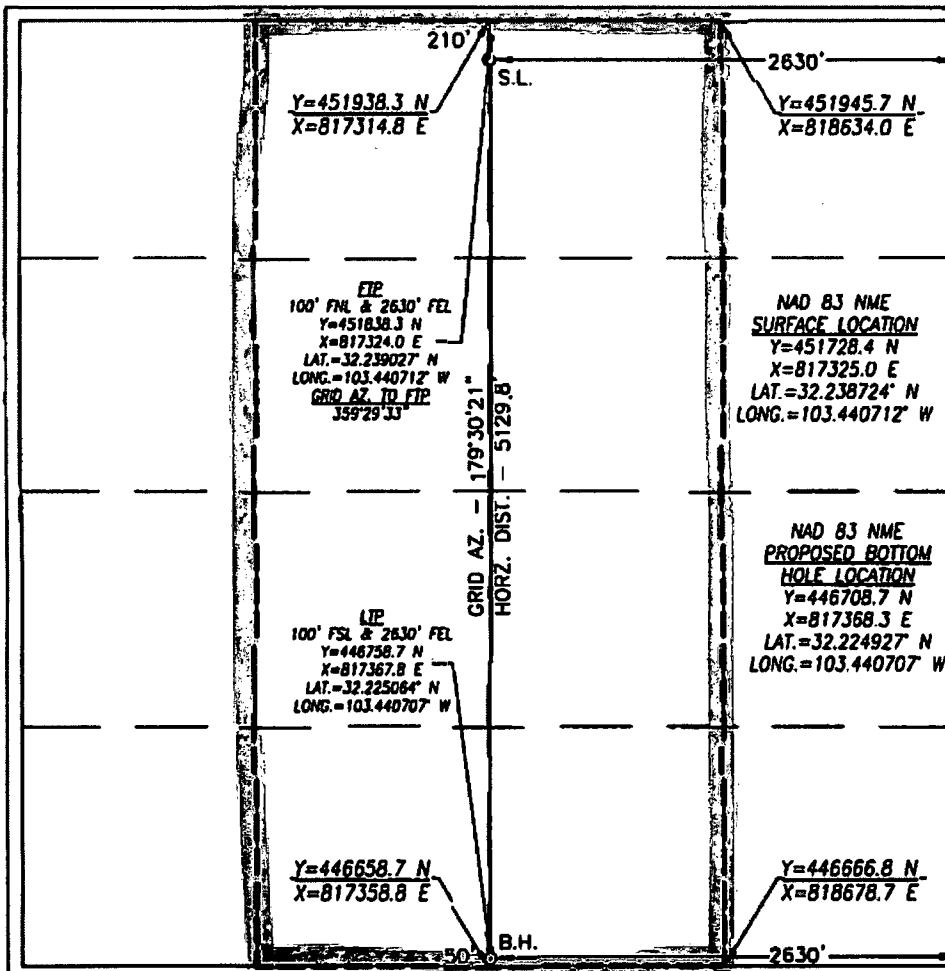 210'
S.L.
2630'
Y=451938.3 N
X=817314.8 E
Y=451945.7 N
X=818634.0 E
FTP
100' FNL & 2630' FEL
Y=451838.3 N
X=817324.0 E
LAT.=32.239027° N
LONG.=103.440712° W
GRID AZ. TO FTP
359°29'33"
NAD 83 NME
SURFACE LOCATION
Y=451728.4 N
X=817325.0 E
LAT.=32.238724° N
LONG.=103.440712° W
GRID AZ. - 179°30'21"
HORZ. DIST. - 5129.8'
NAD 83 NME
PROPOSED BOTTOM
HOLE LOCATION
Y=446708.7 N
X=817368.3 E
LAT.=32.224927° N
LONG.=103.440707° W
LTP
100' FSL & 2630' FEL
Y=446758.7 N
X=817367.8 E
LAT.=32.225064° N
LONG.=103.440707° W
Y=446658.7 N
X=817358.8 E
Y=446666.8 N
X=818678.7 E
B.H.
50'
2630'